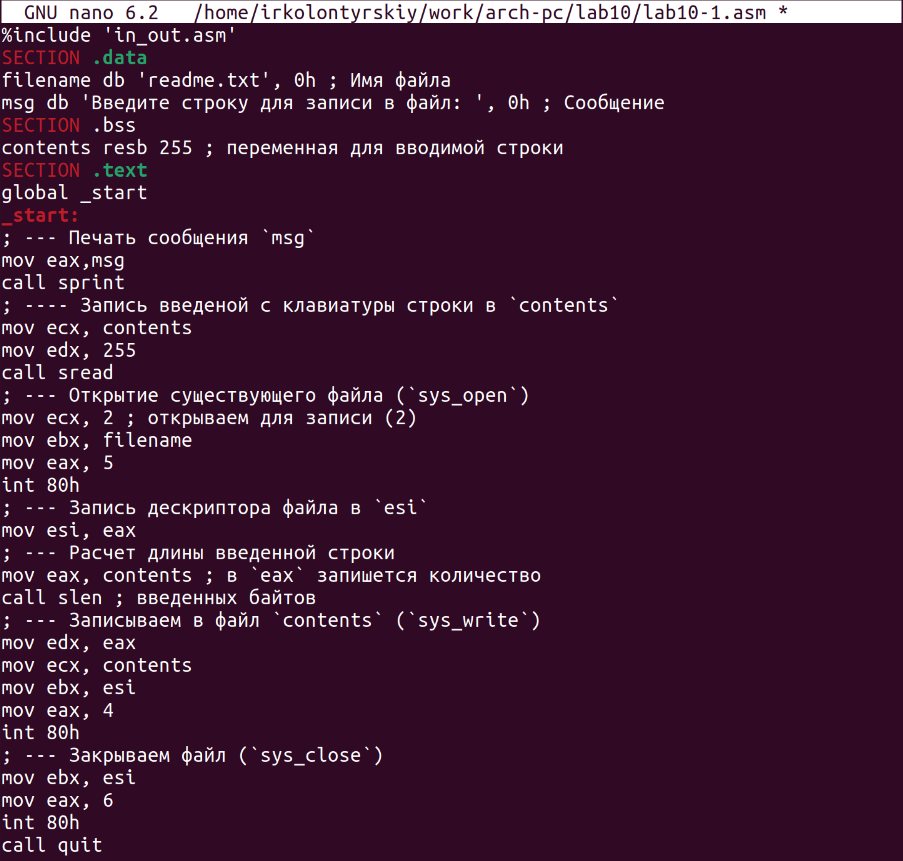 GNU nano 6.2 /home/irkolontyrskiy/work/arch-pc/lab10/lab10-1.asm *
%include 'in_out.asm'
SECTION .data
filename db 'readme.txt', 0h ; Имя файла
msg db 'Введите строку для записи в файл: ', 0h ; Сообщение
SECTION .bss
contents resb 255 ; переменная для вводимой строки
SECTION .text
global _start
_start:
; --- Печать сообщения `msg`
mov eax,msg
call sprint
; ---- Запись введеной с клавиатуры строки в `contents`
mov ecx, contents
mov edx, 255
call sread
; --- Открытие существующего файла (`sys_open`)
mov ecx, 2 ; открываем для записи (2)
mov ebx, filename
mov eax, 5
int 80h
; --- Запись дескриптора файла в `esi`
mov esi, eax
; --- Расчет длины введенной строки
mov eax, contents ; в `eax` запишется количество
call slen ; введенных байтов
; --- Записываем в файл `contents` (`sys_write`)
mov edx, eax
mov ecx, contents
mov ebx, esi
mov eax, 4
int 80h
; --- Закрываем файл (`sys_close`)
mov ebx, esi
mov eax, 6
int 80h
call quit